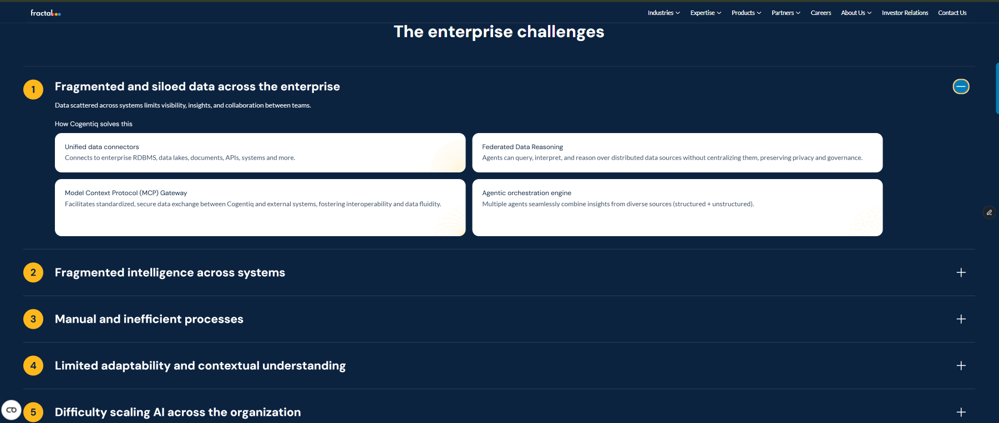 fractal
Industries Expertise Products Partners Careers About Us Investor Relations Contact Us
The enterprise challenges
1 Fragmented and siloed data across the enterprise
Data scattered across systems limits visibility, insights, and collaboration between teams.
How Cogentiq solves this
Unified data connectors
Connects to enterprise RDBMS, data lakes, documents, APIs, systems and more.
Federated Data Reasoning
Agents can query, interpret, and reason over distributed data sources without centralizing them, preserving privacy and governance.
Model Context Protocol (MCP) Gateway
Facilitates standardized, secure data exchange between Cogentiq and external systems, fostering interoperability and data fluidity.
Agentic orchestration engine
Multiple agents seamlessly combine insights from diverse sources (structured + unstructured).
2 Fragmented intelligence across systems
3 Manual and inefficient processes
4 Limited adaptability and contextual understanding
5 Difficulty scaling AI across the organization